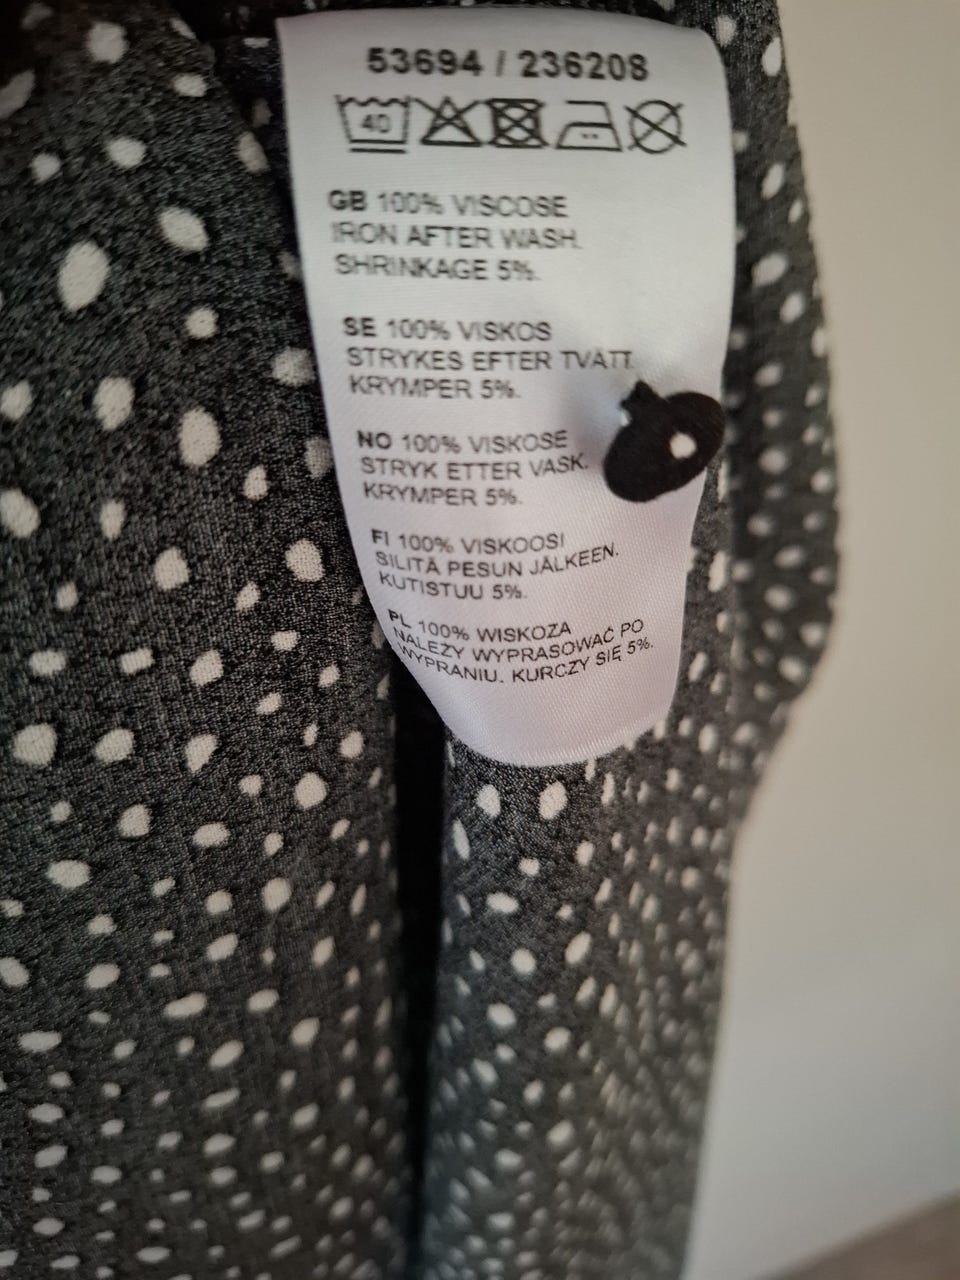 53694 / 236208
40
GB 100% VISCOSE
IRON AFTER WASH.
SHRINKAGE 5%.
SE 100% VISKOS
STRYKES EFTER TVÄTT.
KRYMPER 5%.
NO 100% VISKOSE
STRYK ETTER VASK.
KRYMPER 5%.
FI 100% VISKOOSI
SILITÄ PESUN JÄLKEEN.
KUTISTUU 5%.
PL 100% WISKOZA
NALEŻY WYPRASOWAĆ PO
WYPRANIU. KURCZY SIĘ 5%.